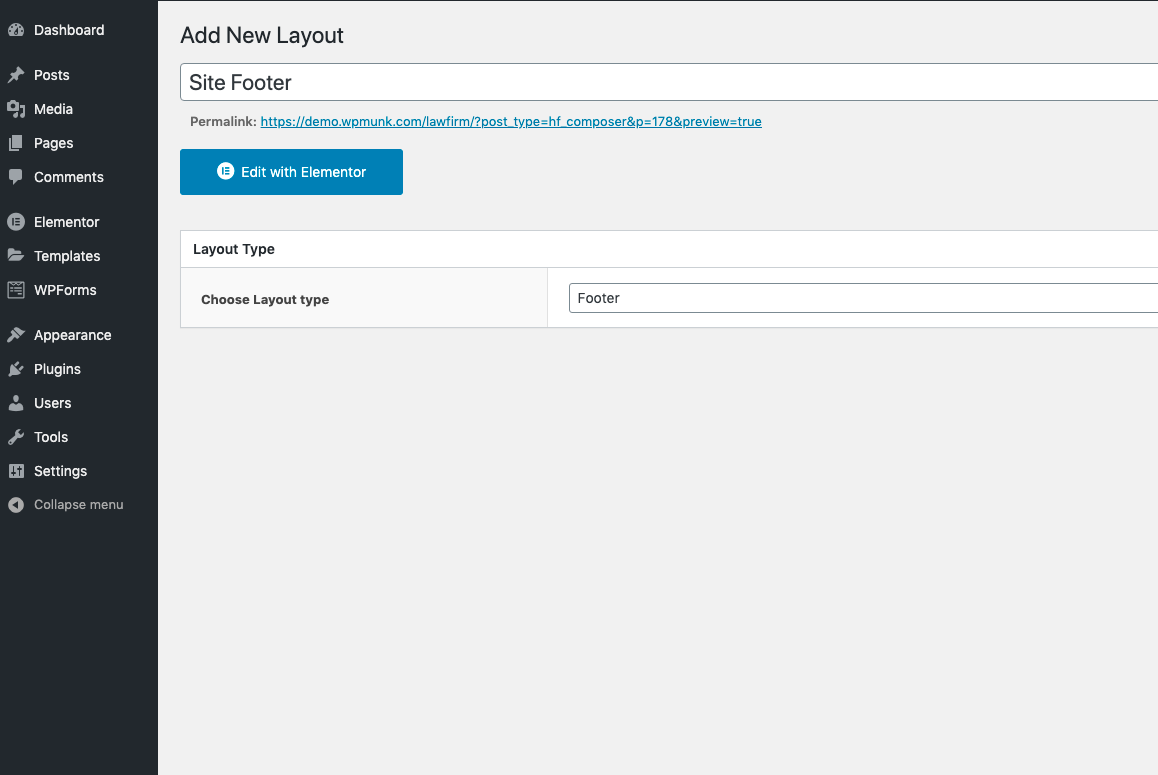 Dashboard
Posts
Media
Pages
Comments
Elementor
Templates
WPForms
Appearance
Plugins
Users
Tools
Settings
Collapse menu
Add New Layout
Site Footer
Permalink: https://demo.wpmunk.com/lawfirm/?post_type=hf_composer&p=178&preview=true
Edit with Elementor
Layout Type
Choose Layout type
Footer